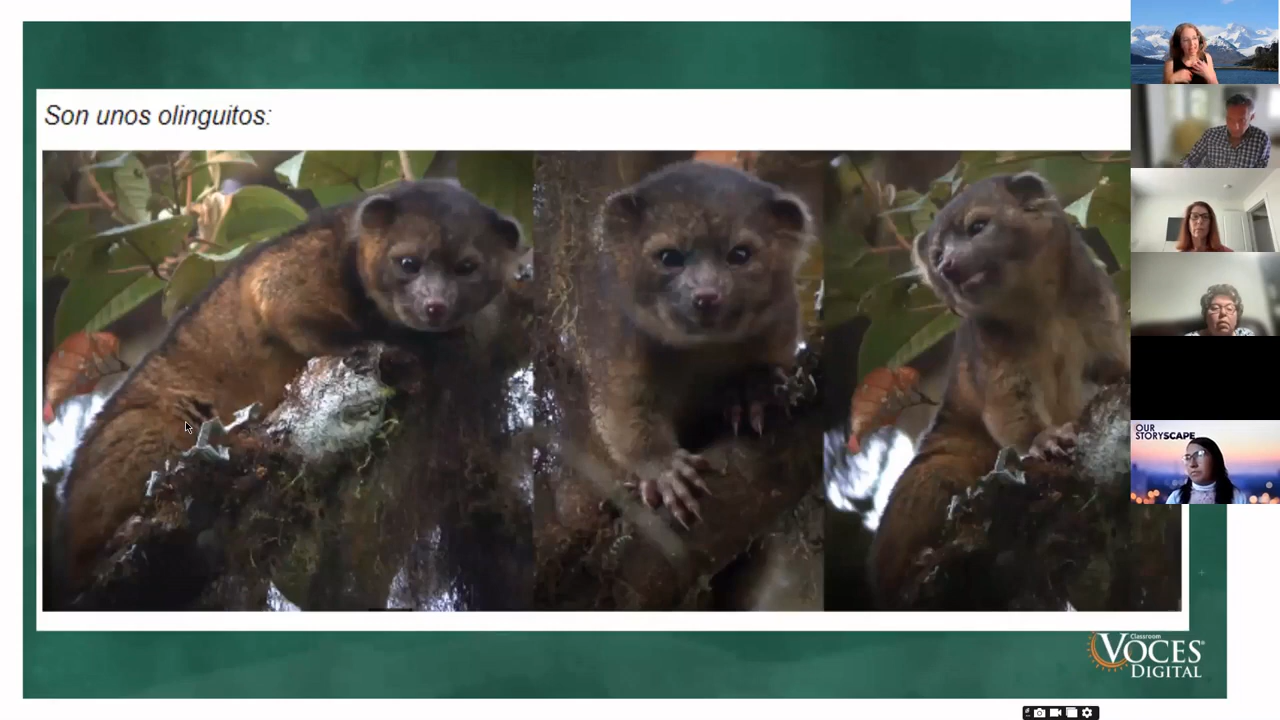 Son unos olinguitos:
OUR
STORYSCAPE
Classroom
VOCES
DIGITAL